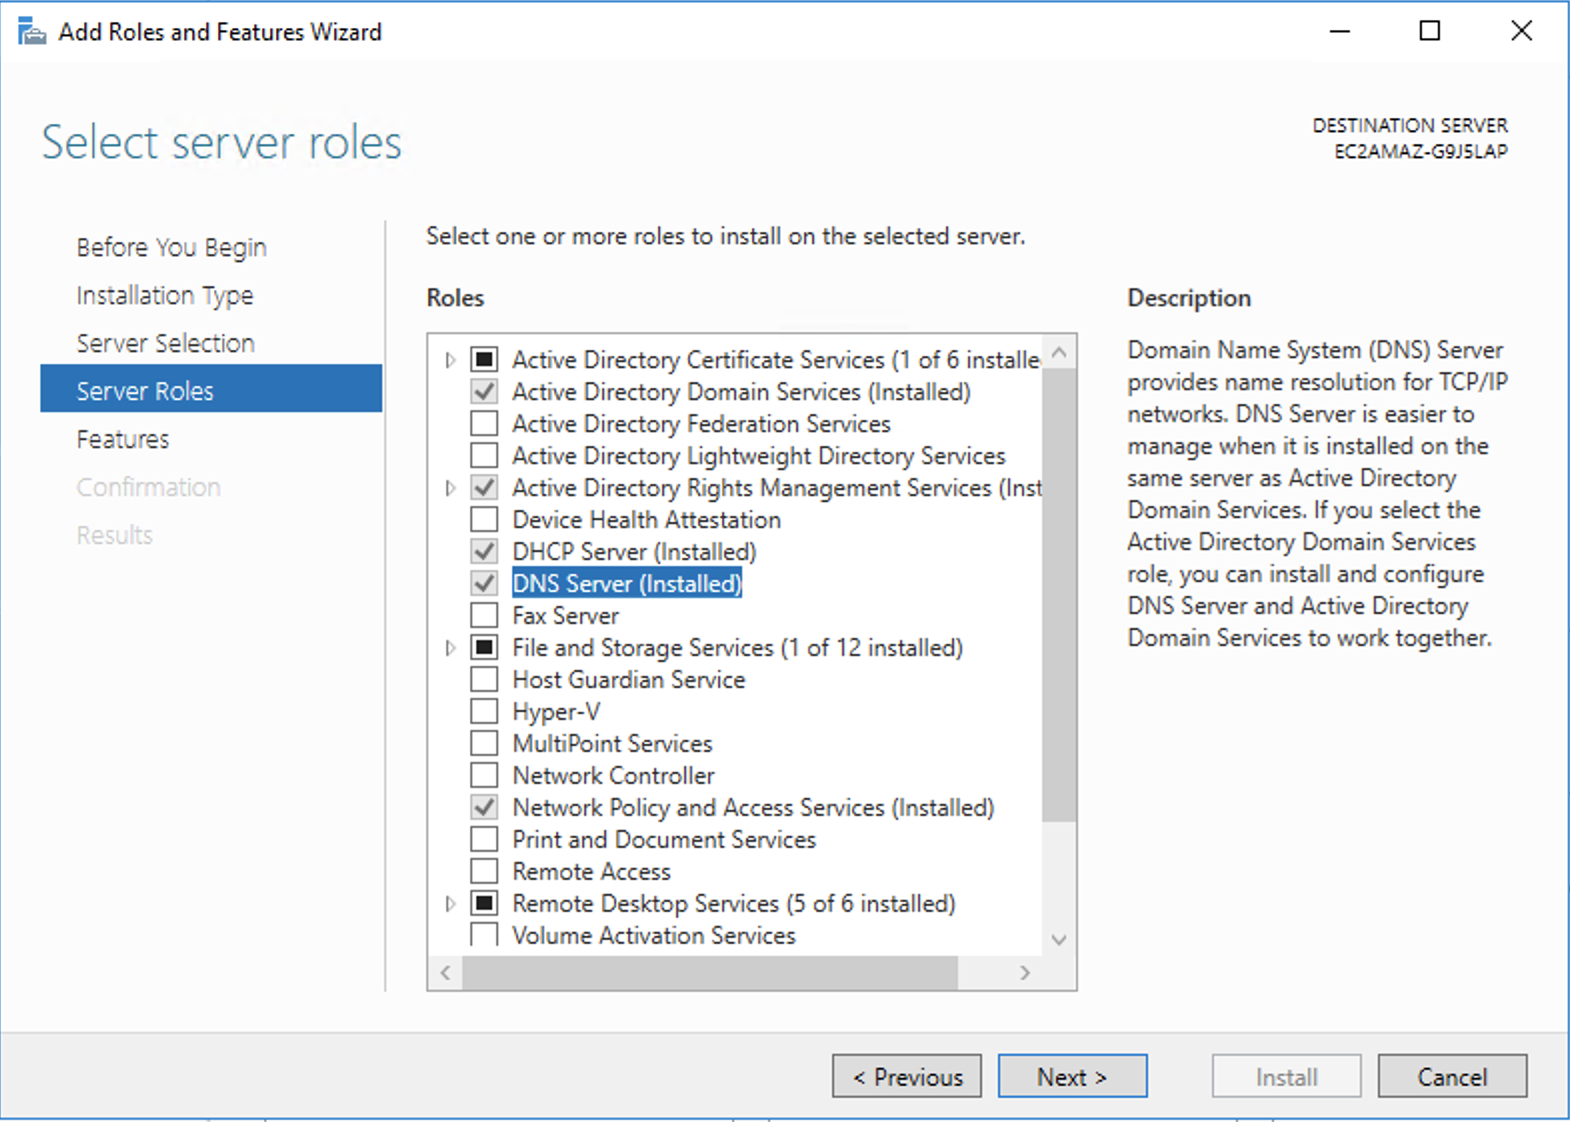 Add Roles and Features Wizard
Select server roles
DESTINATION SERVER
EC2AMAZ-G9J5LAP
Before You Begin
Installation Type
Server Selection
Server Roles
Features
Confirmation
Results
Select one or more roles to install on the selected server.
Roles
Active Directory Certificate Services (1 of 6 installe
Active Directory Domain Services (Installed)
Active Directory Federation Services
Active Directory Lightweight Directory Services
Active Directory Rights Management Services (Inst
Device Health Attestation
DHCP Server (Installed)
DNS Server (Installed)
Fax Server
File and Storage Services (1 of 12 installed)
Host Guardian Service
Hyper-V
MultiPoint Services
Network Controller
Network Policy and Access Services (Installed)
Print and Document Services
Remote Access
Remote Desktop Services (5 of 6 installed)
Volume Activation Services
Description
Domain Name System (DNS) Server
provides name resolution for TCP/IP
networks. DNS Server is easier to
manage when it is installed on the
same server as Active Directory
Domain Services. If you select the
Active Directory Domain Services
role, you can install and configure
DNS Server and Active Directory
Domain Services to work together.
< Previous
Next >
Install
Cancel